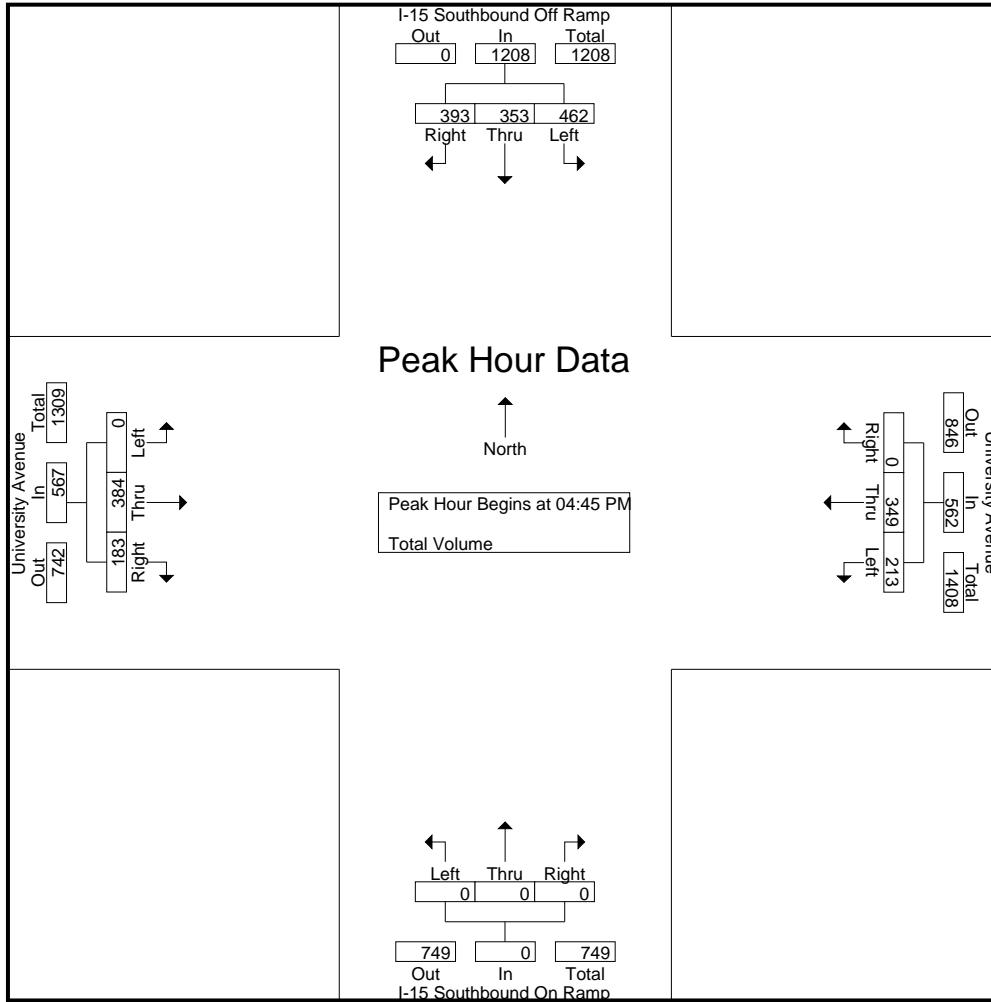 I-15 Southbound Off Ramp
Out In Total
0 1208 1208
393 353 462
Right Thru Left
Peak Hour Data
North
Peak Hour Begins at 04:45 PM
Total Volume
University Avenue
Out In Total
742 567 1309
0 384 183
Left Thru Right
University Avenue
Out In Total
846 562 1408
0 349 213
Right Thru Left
Left Thru Right
0 0 0
749 0 749
Out In Total
I-15 Southbound On Ramp